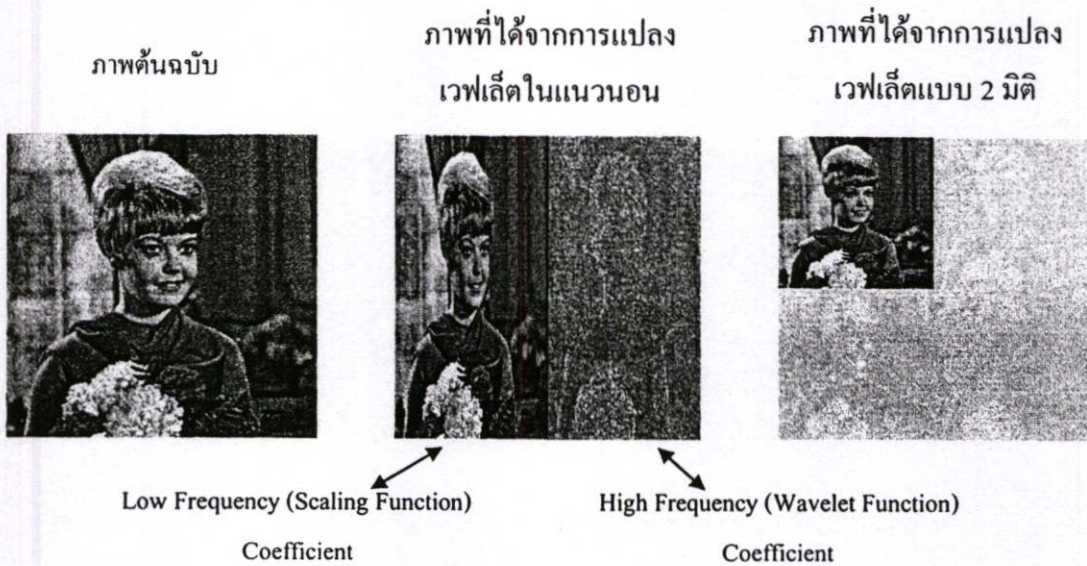 ภาพต้นฉบับ
ภาพที่ได้จากการแปลง
เวฟเล็ตในแนวนอน
ภาพที่ได้จากการแปลง
เวฟเล็ตแบบ 2 มิติ
Low Frequency (Scaling Function)
Coefficient
High Frequency (Wavelet Function)
Coefficient